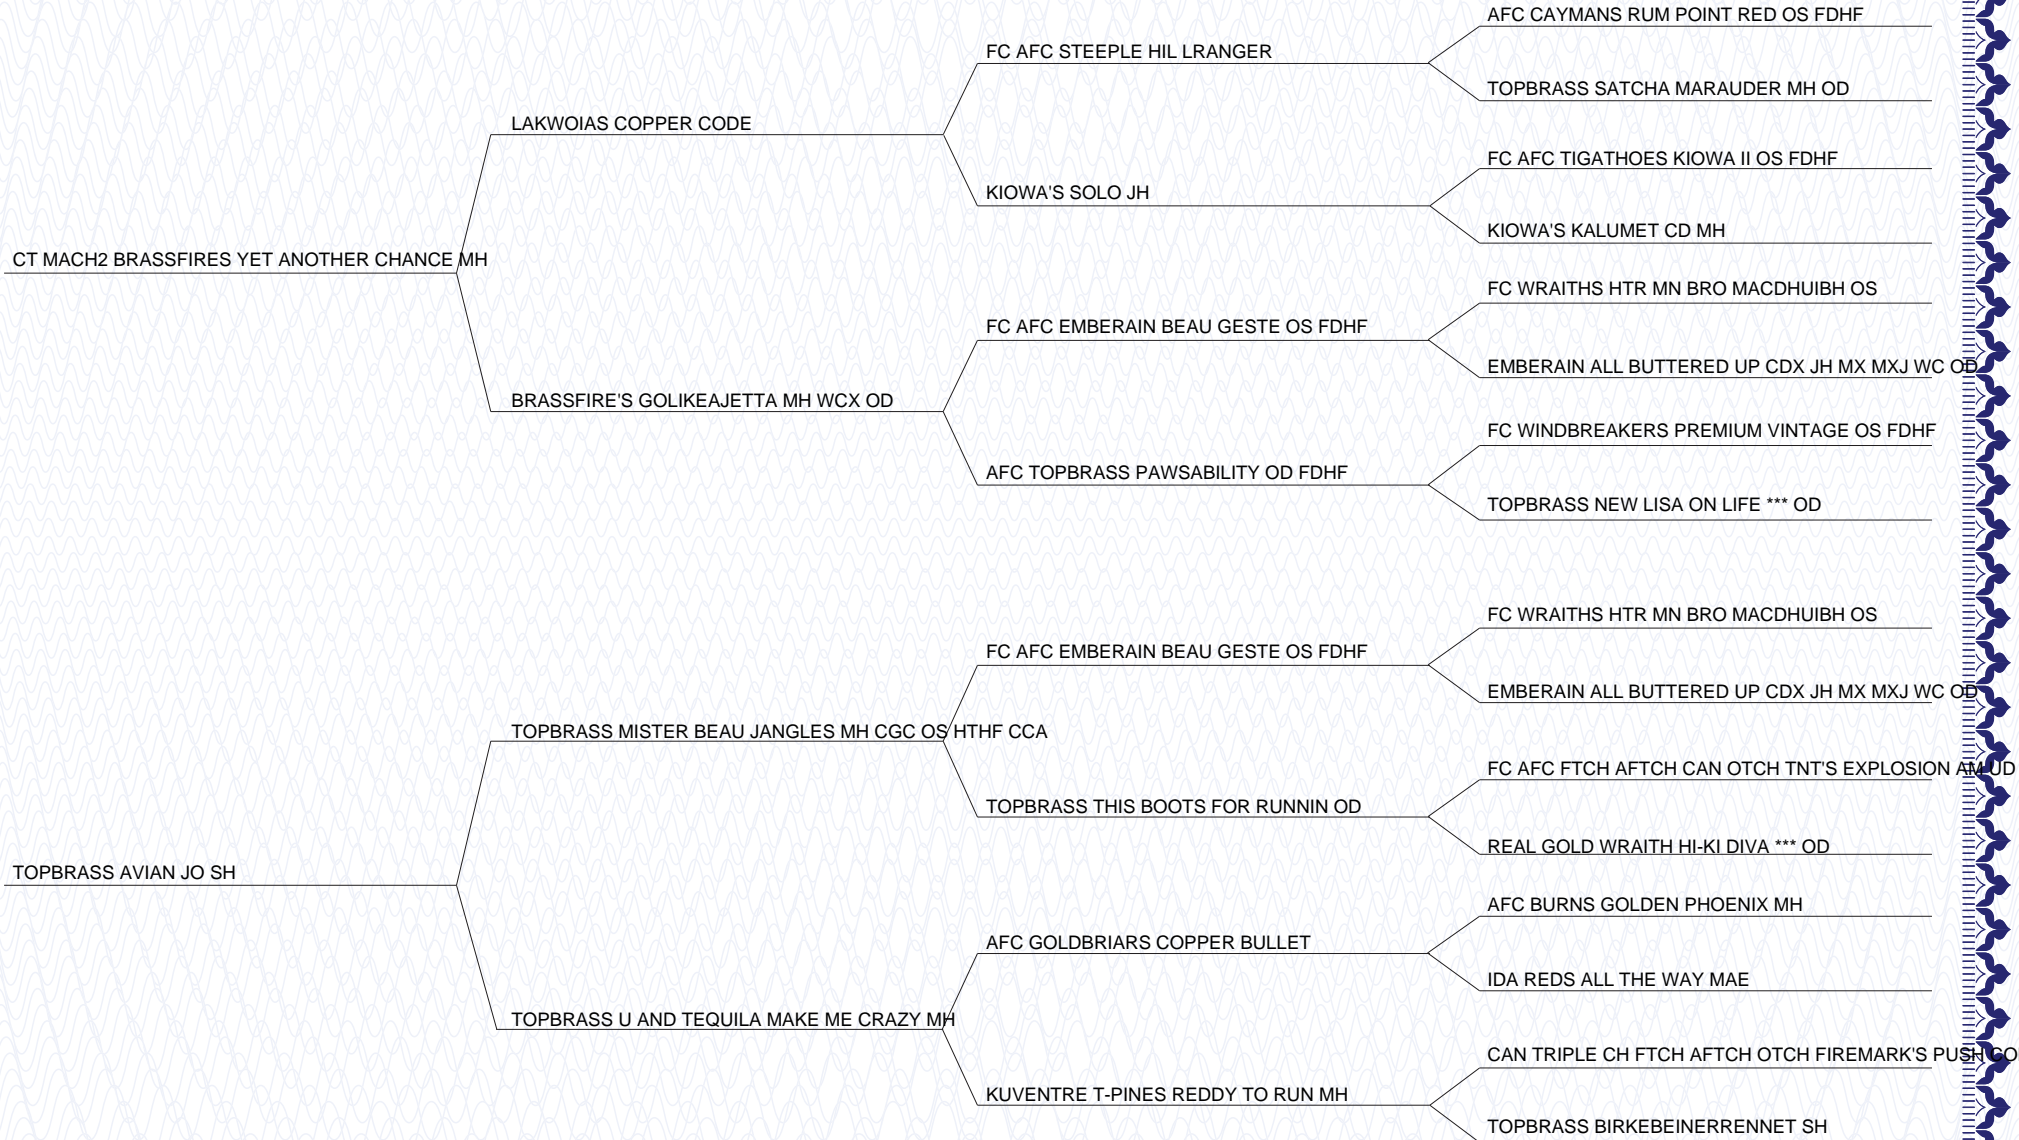 AFC CAYMANS RUM POINT RED OS FDHF
FC AFC STEEPLE HIL LRANGER
TOPBRASS SATCHA MARAUDER MH OD
LAKWOIAS COPPER CODE
FC AFC TIGATHOES KIOWA II OS FDHF
KIOWA'S SOLO JH
KIOWA'S KALUMET CD MH
CT MACH2 BRASSFIRES YET ANOTHER CHANCE MH
FC WRAITHS HTR MN BRO MACDHUIBH OS
FC AFC EMBERAIN BEAU GESTE OS FDHF
EMBERAIN ALL BUTTERED UP CDX JH MX MXJ WC OD
BRASSFIRE'S GOLIKEAJETTA MH WCX OD
FC WINDBREAKERS PREMIUM VINTAGE OS FDHF
AFC TOPBRASS PAWSABILITY OD FDHF
TOPBRASS NEW LISA ON LIFE *** OD
FC WRAITHS HTR MN BRO MACDHUIBH OS
FC AFC EMBERAIN BEAU GESTE OS FDHF
EMBERAIN ALL BUTTERED UP CDX JH MX MXJ WC OD
TOPBRASS MISTER BEAU JANGLES MH CGC OS HTHF CCA
FC AFC FTCH AFTCH CAN OTCH TNT'S EXPLOSION AM UD
TOPBRASS THIS BOOTS FOR RUNNIN OD
REAL GOLD WRAITH HI-KI DIVA *** OD
TOPBRASS AVIAN JO SH
AFC BURNS GOLDEN PHOENIX MH
AFC GOLDBRIARS COPPER BULLET
IDA REDS ALL THE WAY MAE
TOPBRASS U AND TEQUILA MAKE ME CRAZY MH
CAN TRIPLE CH FTCH AFTCH OTCH FIREMARK'S PUSH
KUVENTRE T-PINES REDDY TO RUN MH
TOPBRASS BIRKEBEINERRENNET SH